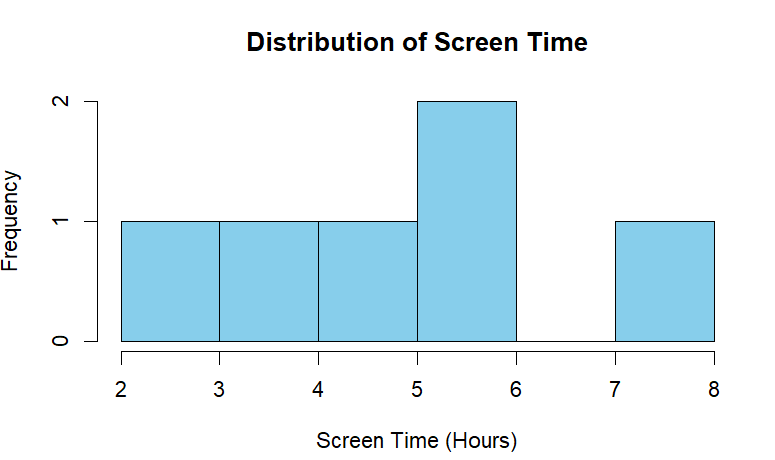 Distribution of Screen Time
Frequency
2
1
0
2 3 4 5 6 7 8
Screen Time (Hours)